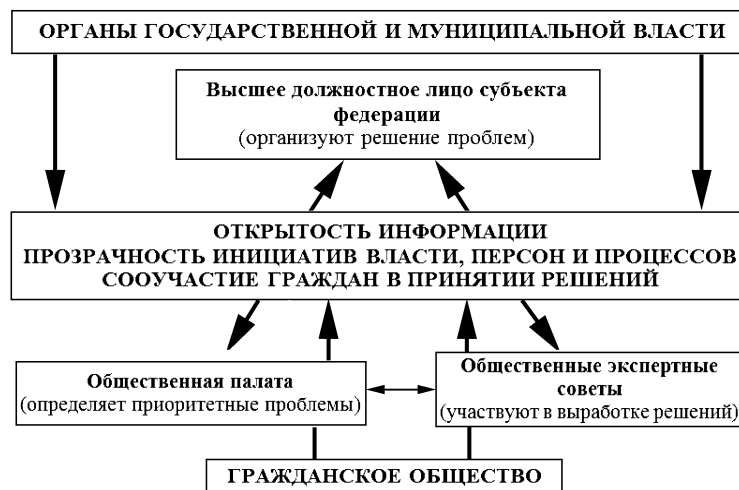 ОРГАНЫ ГОСУДАРСТВЕННОЙ И МУНИЦИПАЛЬНОЙ ВЛАСТИ
Высшее должностное лицо субъекта
федерации
(организуют решение проблем)
ОТКРЫТОСТЬ ИНФОРМАЦИИ
ПРОЗРАЧНОСТЬ ИНИЦИАТИВ ВЛАСТИ, ПЕРСОН И ПРОЦЕССОВ
СООУЧАСТИЕ ГРАЖДАН В ПРИНЯТИИ РЕШЕНИЙ
Общественная палата
(определяет приоритетные проблемы)
Общественные экспертные
советы
(участвуют в выработке решений)
ГРАЖДАНСКОЕ ОБЩЕСТВО